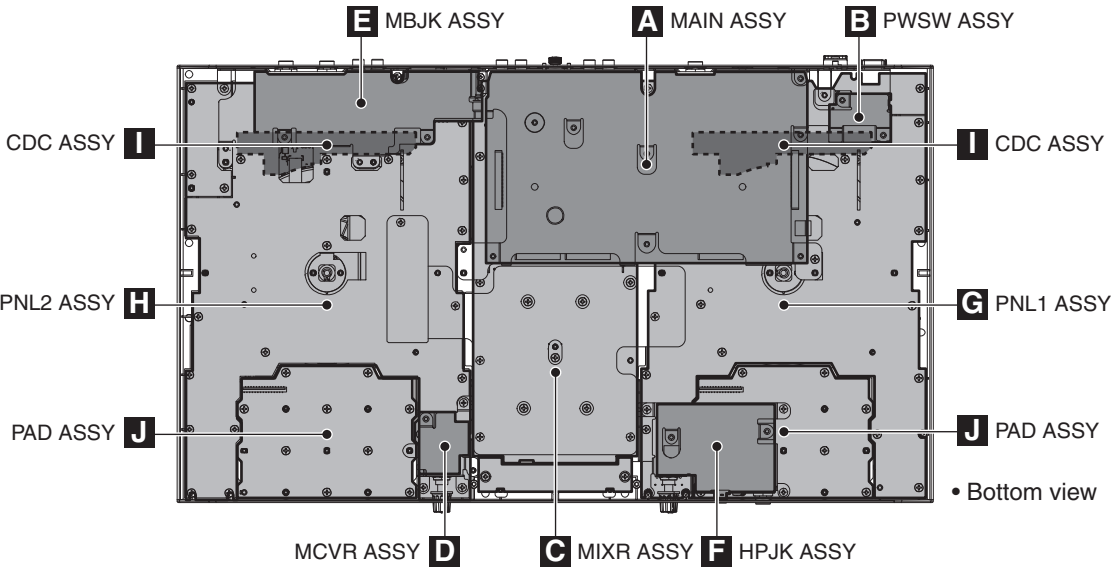 E MBJK ASSY
A MAIN ASSY
B PWSW ASSY
CDC ASSY I
I CDC ASSY
PNL2 ASSY H
G PNL1 ASSY
PAD ASSY J
J PAD ASSY
• Bottom view
MCVR ASSY D
C MIXR ASSY
F HPJK ASSY